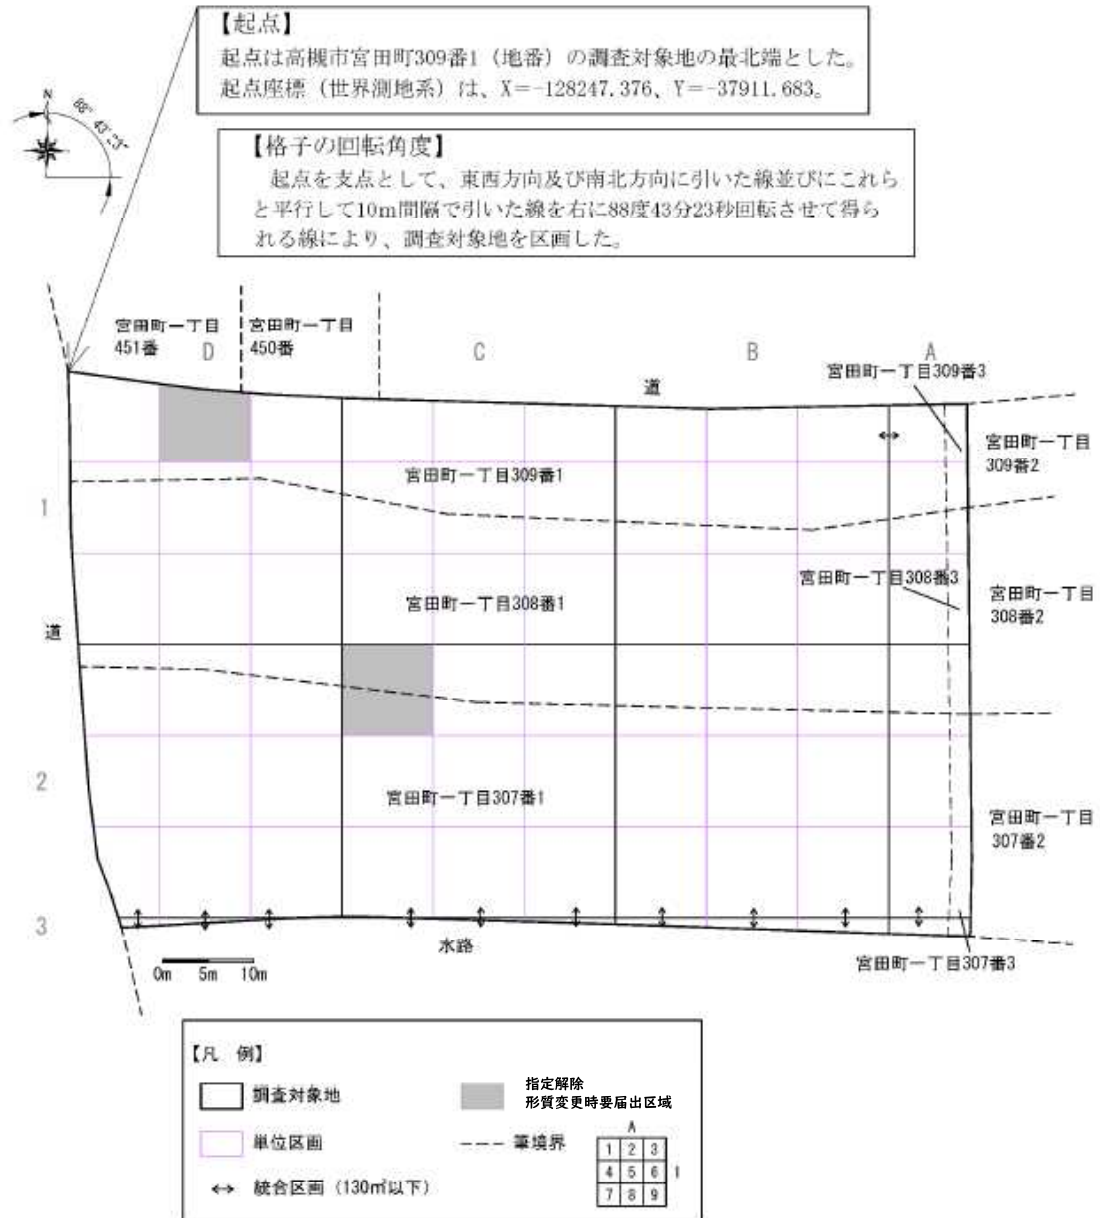 【起点】
起点は高槻市宮田町309番1（地番）の調査対象地の最北端とした。
起点座標（世界測地系）は、X=-128247.376、Y=-37911.683。
N
88° 43′ 23″
【格子の回転角度】
起点を支点として、東西方向及び南北方向に引いた線並びにこれら
と平行して10m間隔で引いた線を右に88度43分23秒回転させて得ら
れる線により、調査対象地を区画した。
宮田町一丁目
451番
D
宮田町一丁目
450番
C
B
A
道
宮田町一丁目309番3
宮田町一丁目
309番2
宮田町一丁目309番1
1
宮田町一丁目308番3
宮田町一丁目308番1
宮田町一丁目
308番2
道
2
宮田町一丁目307番1
宮田町一丁目
307番2
3
水路
宮田町一丁目307番3
0m 5m 10m
【凡 例】
調査対象地
指定解除
形質変更時要届出区域
単位区画
筆境界
統合区画（130㎡以下）
A
1 2 3
4 5 6 1
7 8 9